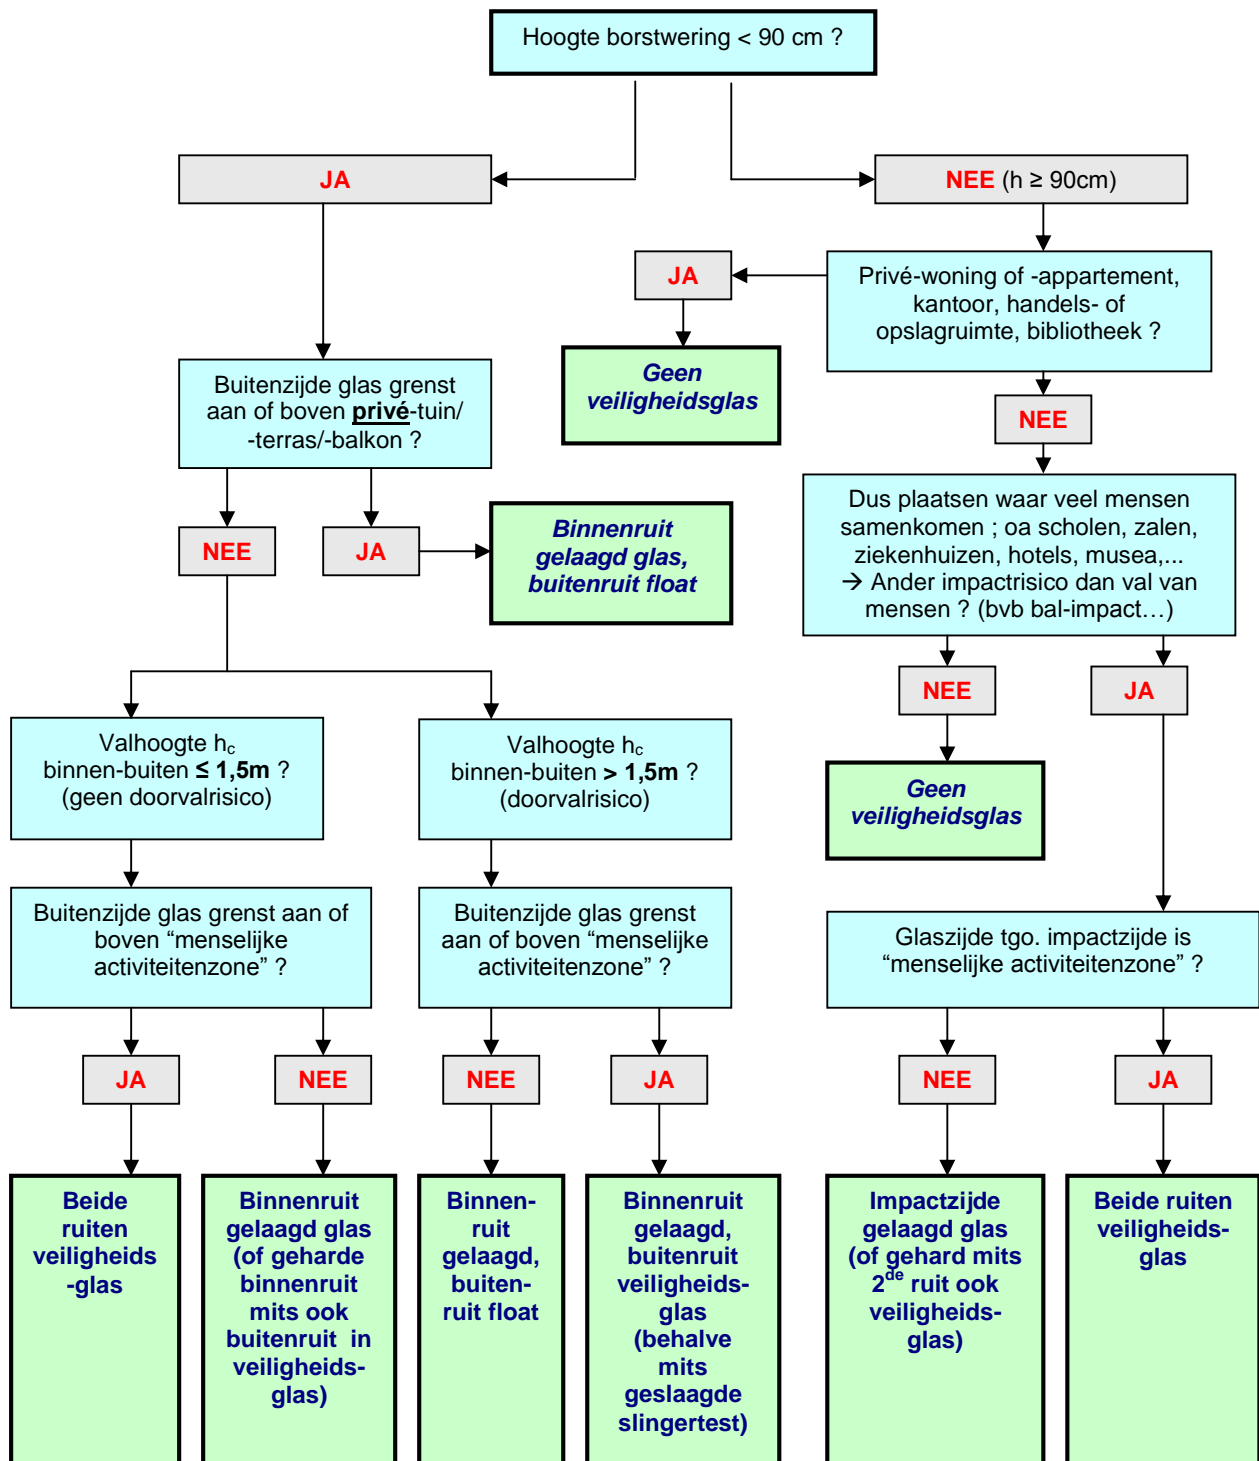 Hoogte borstwering < 90 cm ?
JA
NEE (h ≥ 90cm)
JA
Privé-woning of -appartement,
kantoor, handels- of
opslagruimte, bibliotheek ?
Geen
veiligheidsglas
Buitenzijde glas grenst
aan of boven privé-tuin/
-terras/-balkon ?
NEE
NEE
JA
Binnenruit
gelaagd glas,
buitenruit float
Dus plaatsen waar veel mensen
samenkomen ; oa scholen, zalen,
ziekenhuizen, hotels, musea,...
→ Ander impactrisico dan val van
mensen ? (bvb bal-impact…)
NEE
JA
Valhoogte hc
binnen-buiten ≤ 1,5m ?
(geen doorvalrisico)
Valhoogte hc
binnen-buiten > 1,5m ?
(doorvalrisico)
Geen
veiligheidsglas
Buitenzijde glas grenst aan of
boven “menselijke
activiteitenzone” ?
Buitenzijde glas grenst
aan of boven “menselijke
activiteitenzone” ?
Glaszijde tgo. impactzijde is
“menselijke activiteitenzone”
?
JA
NEE
NEE
JA
NEE
JA
Beide
ruiten
veiligheids
-glas
Binnenruit
gelaagd glas
(of geharde
binnenruit
mits ook
buitenruit in
veiligheids-
glas)
Binnen-
ruit
gelaagd,
buiten-
ruit float
Binnenruit
gelaagd,
buitenruit
veiligheids-
glas
(behalve
mits
geslaagde
slingertest)
Impactzijde
gelaagd glas
(of gehard mits
2de ruit ook
veiligheids-
glas)
Beide ruiten
veiligheids-
glas